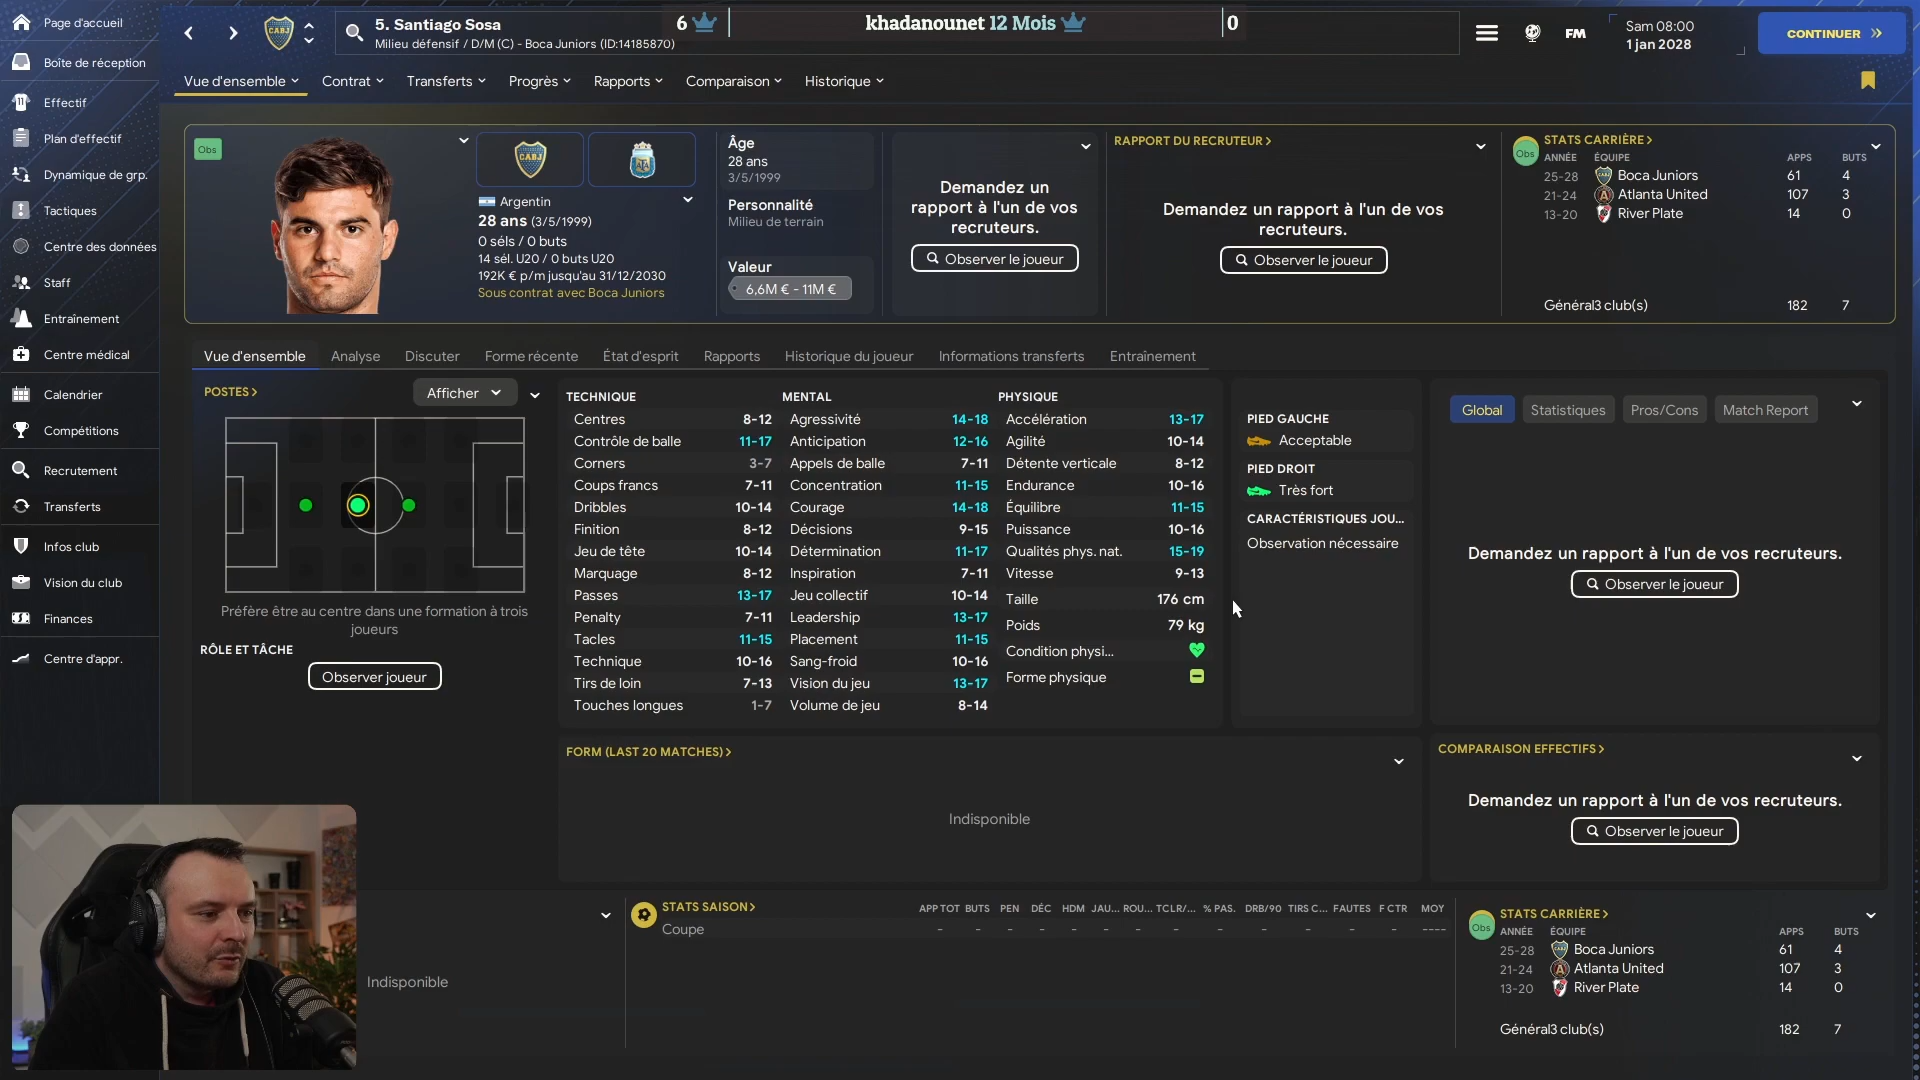 Page d'accueil
Boîte de réception
Effectif
Plan d'effectif
Dynamique de grp.
Tactiques
Centre des données
Staff
Entraînement
Centre médical
Calendrier
Compétitions
Recrutement
Transferts
Infos club
Vision du club
Finances
Centre d'appr.
5. Santiago Sosa
Milieu défensif / D/M (C) - Boca Juniors (ID:14185870)
6 khadanounet 12 Mois 0
FM
Sam 08:00
1 jan 2028
CONTINUER
Vue d'ensemble Contrat Transferts Progrès Rapports Comparaison Historique
Obs
Argentin
28 ans (3/5/1999)
0 séls / 0 buts
14 sél. U20 / 0 buts U20
192K € p/m jusqu'au 31/12/2030
Sous contrat avec Boca Juniors
Âge
28 ans
3/5/1999
Personnalité
Milieu de terrain
Valeur
6,6M € - 11M €
Demandez un
rapport à l'un de vos
recruteurs.
Observer le joueur
RAPPORT DU RECRUTEUR
Demandez un rapport à l'un de vos
recruteurs.
Observer le joueur
Obs
STATS CARRIÈRE
ANNÉE ÉQUIPE APPS BUTS
25-28 Boca Juniors 61 4
21-24 Atlanta United 107 3
13-20 River Plate 14 0
Général3 club(s) 182 7
Vue d'ensemble Analyse Discuter Forme récente État d'esprit Rapports Historique du joueur Informations transferts Entraînement
POSTES
Afficher
Préfère être au centre dans une formation à trois
joueurs
RÔLE ET TÂCHE
Observer joueur
TECHNIQUE
Centres 8-12
Contrôle de balle 11-17
Corners 3-7
Coups francs 7-11
Dribbles 10-14
Finition 8-12
Jeu de tête 10-14
Marquage 8-12
Passes 13-17
Penalty 7-11
Tacles 11-15
Technique 10-16
Tirs de loin 7-13
Touches longues 1-7
MENTAL
Agressivité 14-18
Anticipation 12-16
Appels de balle 7-11
Concentration 11-15
Courage 14-18
Décisions 9-15
Détermination 11-17
Inspiration 7-11
Jeu collectif 10-14
Leadership 13-17
Placement 11-15
Sang-froid 10-16
Vision du jeu 13-17
Volume de jeu 8-14
PHYSIQUE
Accélération 13-17
Agilité 10-14
Détente verticale 8-12
Endurance 10-16
Équilibre 11-15
Puissance 10-16
Qualités phys. nat. 15-19
Vitesse 9-13
Taille 176 cm
Poids 79 kg
Condition physi...
Forme physique
PIED GAUCHE
Acceptable
PIED DROIT
Très fort
CARACTÉRISTIQUES JOU...
Observation nécessaire
Global Statistiques Pros/Cons Match Report
Demandez un rapport à l'un de vos recruteurs.
Observer le joueur
FORM (LAST 20 MATCHES)
Indisponible
COMPARAISON EFFECTIFS
Demandez un rapport à l'un de vos recruteurs.
Observer le joueur
Indisponible
STATS SAISON APP TOT BUTS PEN DÉC HDM JAU... ROU... TCLR/... % PAS. DRB/90 TIRS C... FAUTES F CTR MOY
Coupe - - - - - - - - - - - - - ----
Obs
STATS CARRIÈRE
ANNÉE ÉQUIPE APPS BUTS
25-28 Boca Juniors 61 4
21-24 Atlanta United 107 3
13-20 River Plate 14 0
Général3 club(s) 182 7